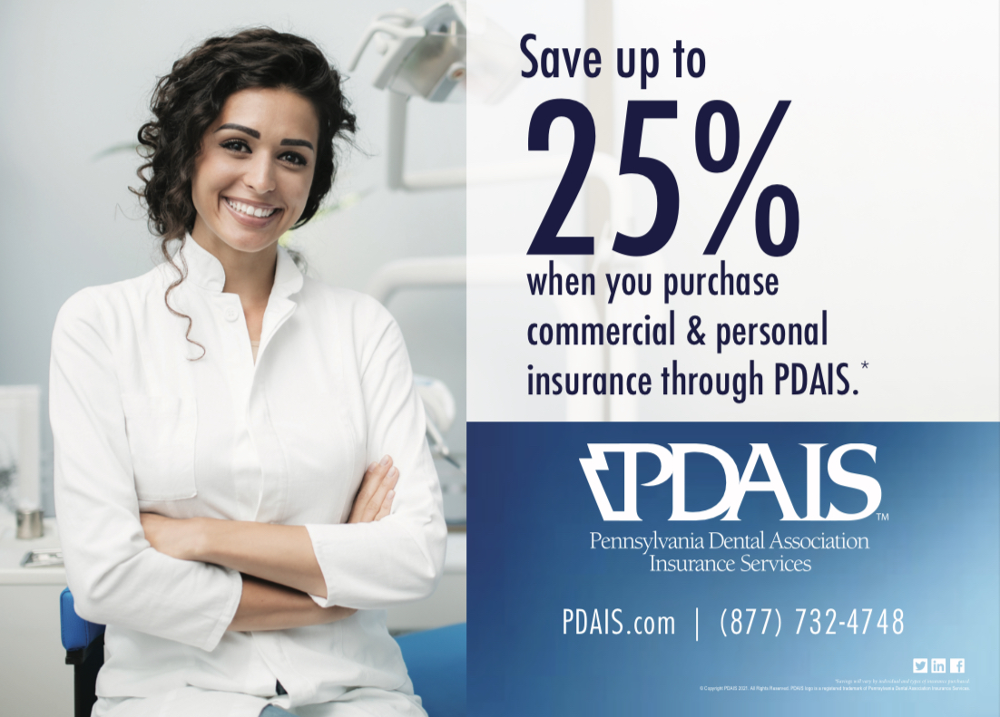 Save up to
25%
when you purchase
commercial & personal
insurance through PDAIS.*
PDAIS™
Pennsylvania Dental Association
Insurance Services
PDAIS.com | (877) 732-4748
*Savings will vary by individual and types of insurance purchased.
© Copyright PDAIS 2021. All Rights Reserved. PDAIS logo is a registered trademark of Pennsylvania Dental Association Insurance Services.